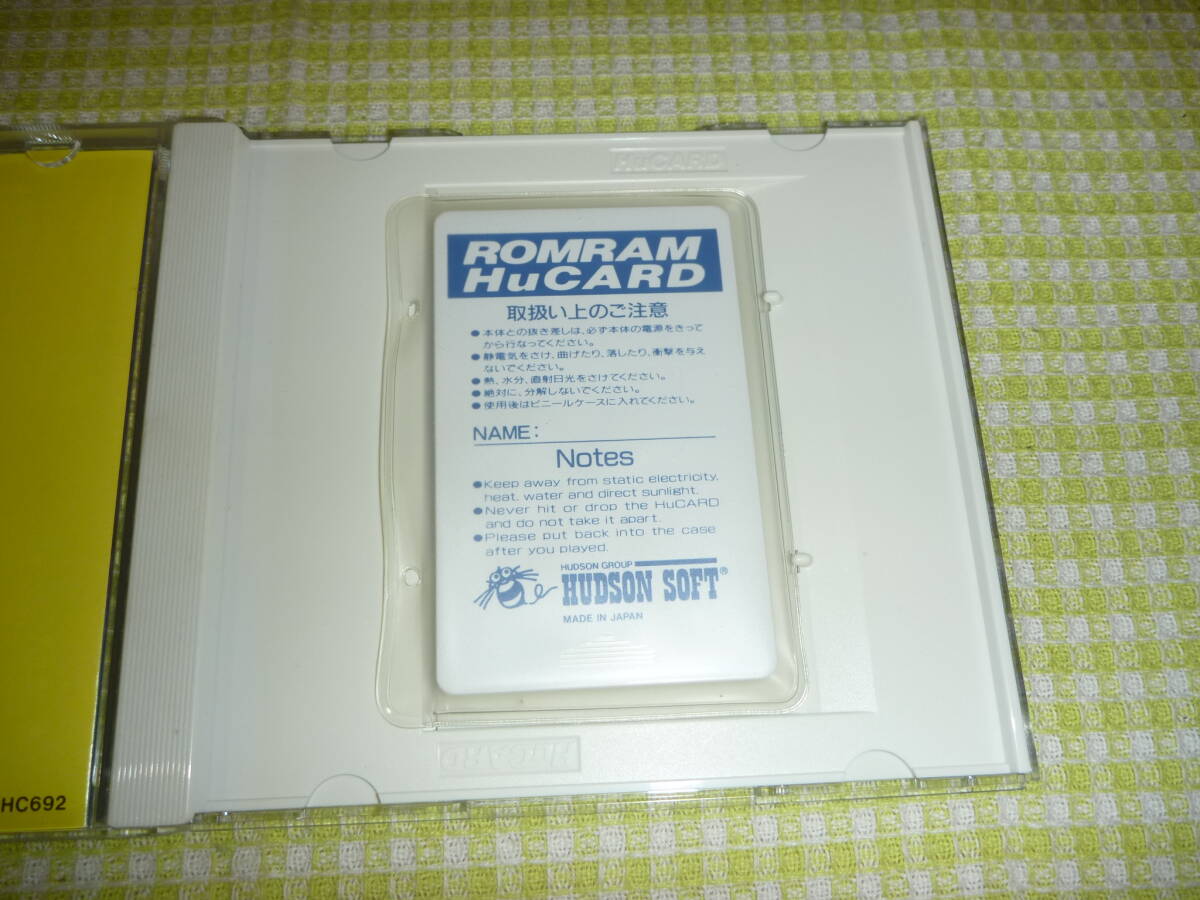 HuCARD
ROMRAM
HuCARD
取扱い上のご注意
●本体との抜き差しは、必ず本体の電源をきって
から行なってください。
●静電気をさけ、曲げたり、落したり、衝撃を与え
ないでください。
●熱、水分、直射日光をさけてください。
●絶対に、分解しないでください。
●使用後はビニールケースに入れてください。
NAME:
Notes
●Keep away from static electricity,
heat, water and direct sunlight.
●Never hit or drop the HuCARD
and do not take it apart.
●Please put back into the case
after you played.
HUDSON GROUP
HUDSON SOFT®
MADE IN JAPAN
HuCARD
HC692